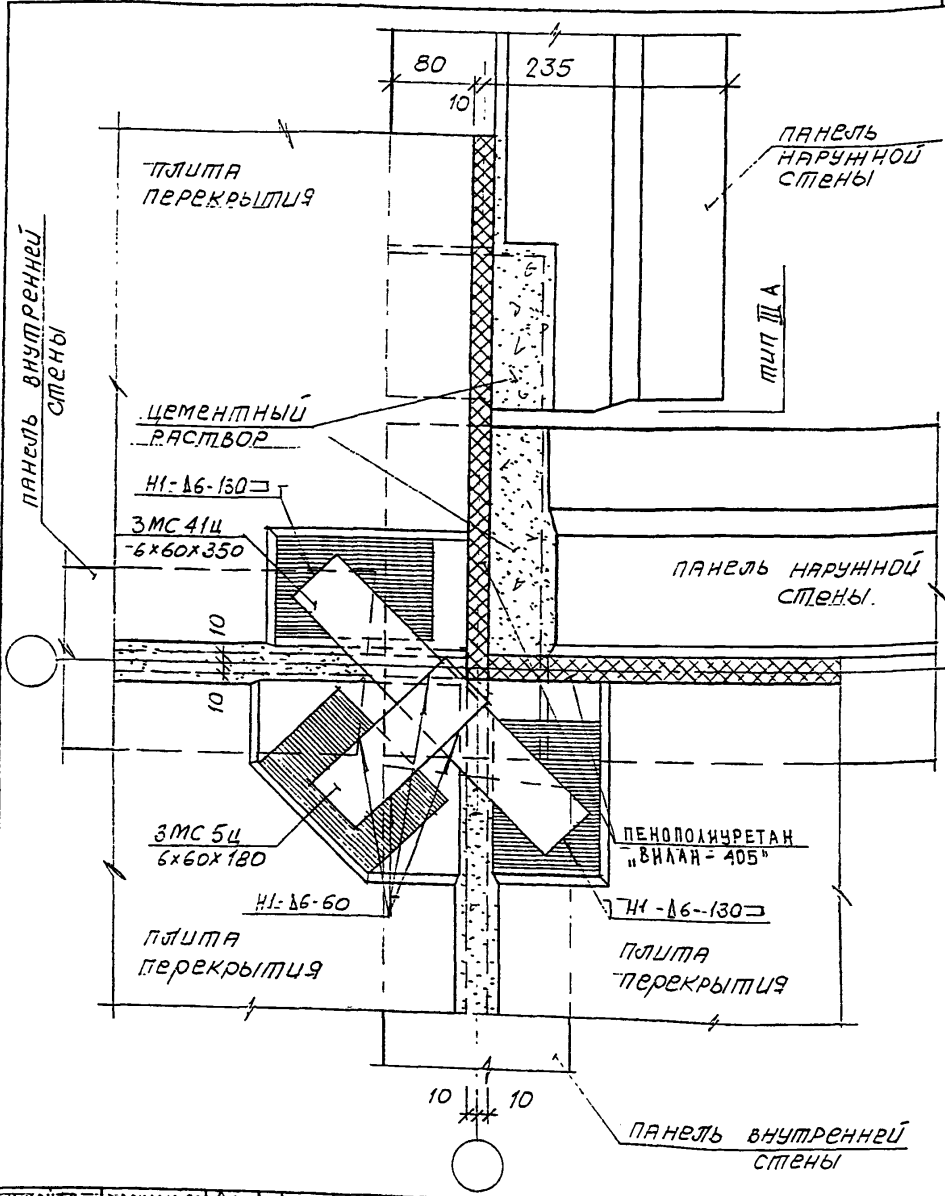 80
235
10
ПЛИТА
ПЕРЕКРЫТИЯ
ПАНЕЛЬ
НАРУЖНОЙ
СТЕНЫ
ПАНЕЛЬ ВНУТРЕННЕЙ
СТЕНЫ
ТИП III А
ЦЕМЕНТНЫЙ
РАСТВОР
Н1-Δ6-130
3МС 41Ц
-6×60×350
ПАНЕЛЬ НАРУЖНОЙ
СТЕНЫ.
10
10
3МС 5Ц
6×60×180
ПЕНОПОЛИУРЕТАН
"ВИЛАН-405"
Н1-Δ6-60
Н1-Δ6-130
ПЛИТА
ПЕРЕКРЫТИЯ
ПЛИТА
ПЕРЕКРЫТИЯ
10
10
ПАНЕЛЬ ВНУТРЕННЕЙ
СТЕНЫ